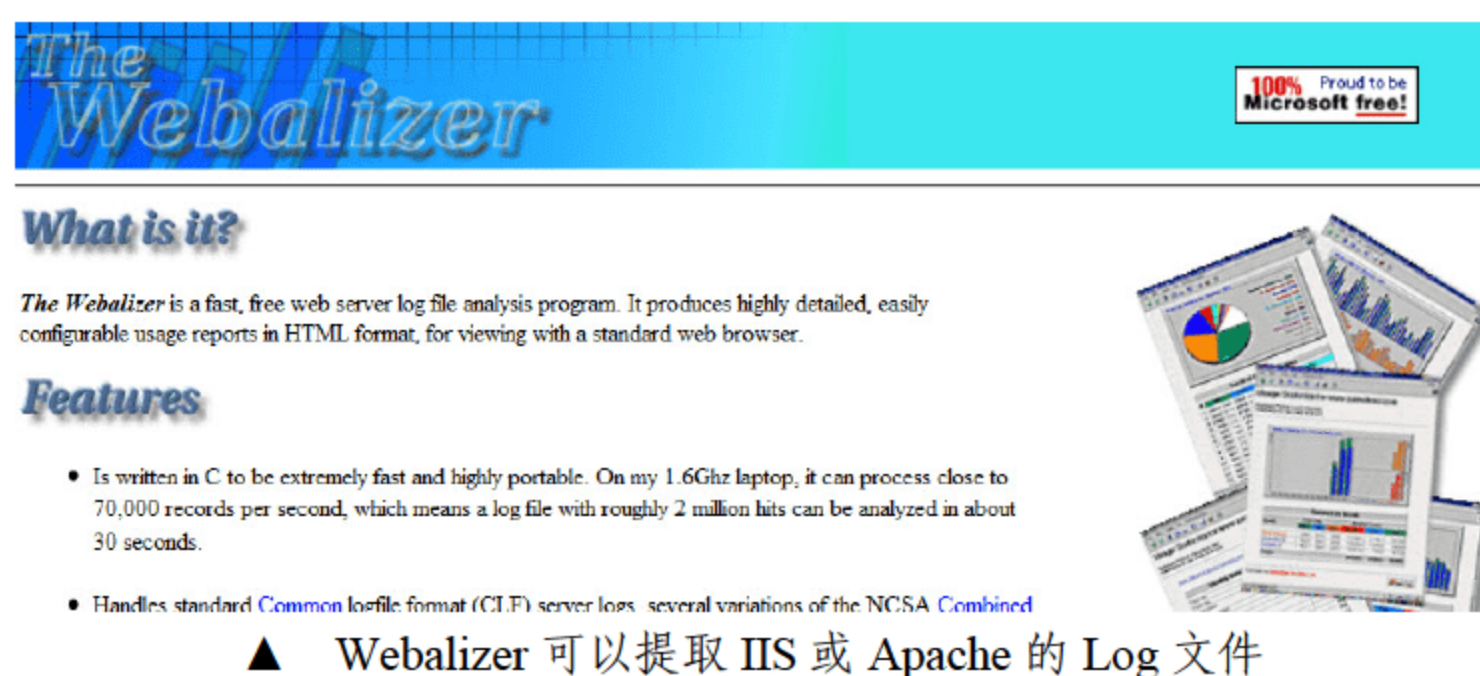 The
Webalizer
100% Proud to be
Microsoft free!
What is it?
The Webalizer is a fast, free web server log file analysis program. It produces highly detailed, easily
configurable usage reports in HTML format, for viewing with a standard web browser.
Features
• Is written in C to be extremely fast and highly portable. On my 1.6Ghz laptop, it can process close to
70,000 records per second, which means a log file with roughly 2 million hits can be analyzed in about
30 seconds.
• Handles standard Common logfile format (CLF) server logs, several variations of the NCSA Combined
▲ Webalizer 可以提取 IIS 或 Apache 的 Log 文件